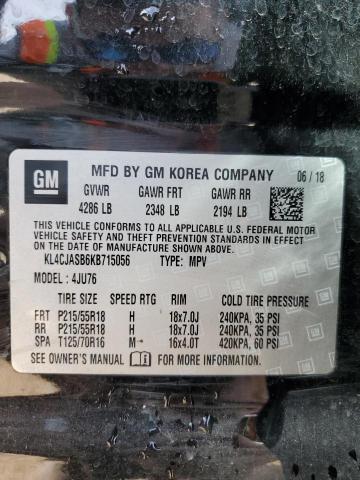 GM
MFD BY GM KOREA COMPANY 06 / 18
GVWR GAWR FRT GAWR RR
4286 LB 2348 LB 2194 LB
THIS VEHICLE CONFORMS TO ALL APPLICABLE
U.S. FEDERAL MOTOR VEHICLE SAFETY, BUMPER,
AND THEFT PREVENTION STANDARDS IN EFFECT ON
THE DATE OF MANUFACTURE SHOWN ABOVE.
KL4CJASB6KB715056 TYPE: MPV
MODEL: 4JU76
TIRE SIZE SPEED RTG RIM COLD TIRE PRESSURE
FRT P215/55R18 H 18x7.0J 240KPA, 35 PSI
RR P215/55R18 H 18x7.0J 240KPA, 35 PSI
SPA T125/70R16 M 16x4.0T 420KPA, 60 PSI
SEE OWNER'S MANUAL FOR MORE INFORMATION.